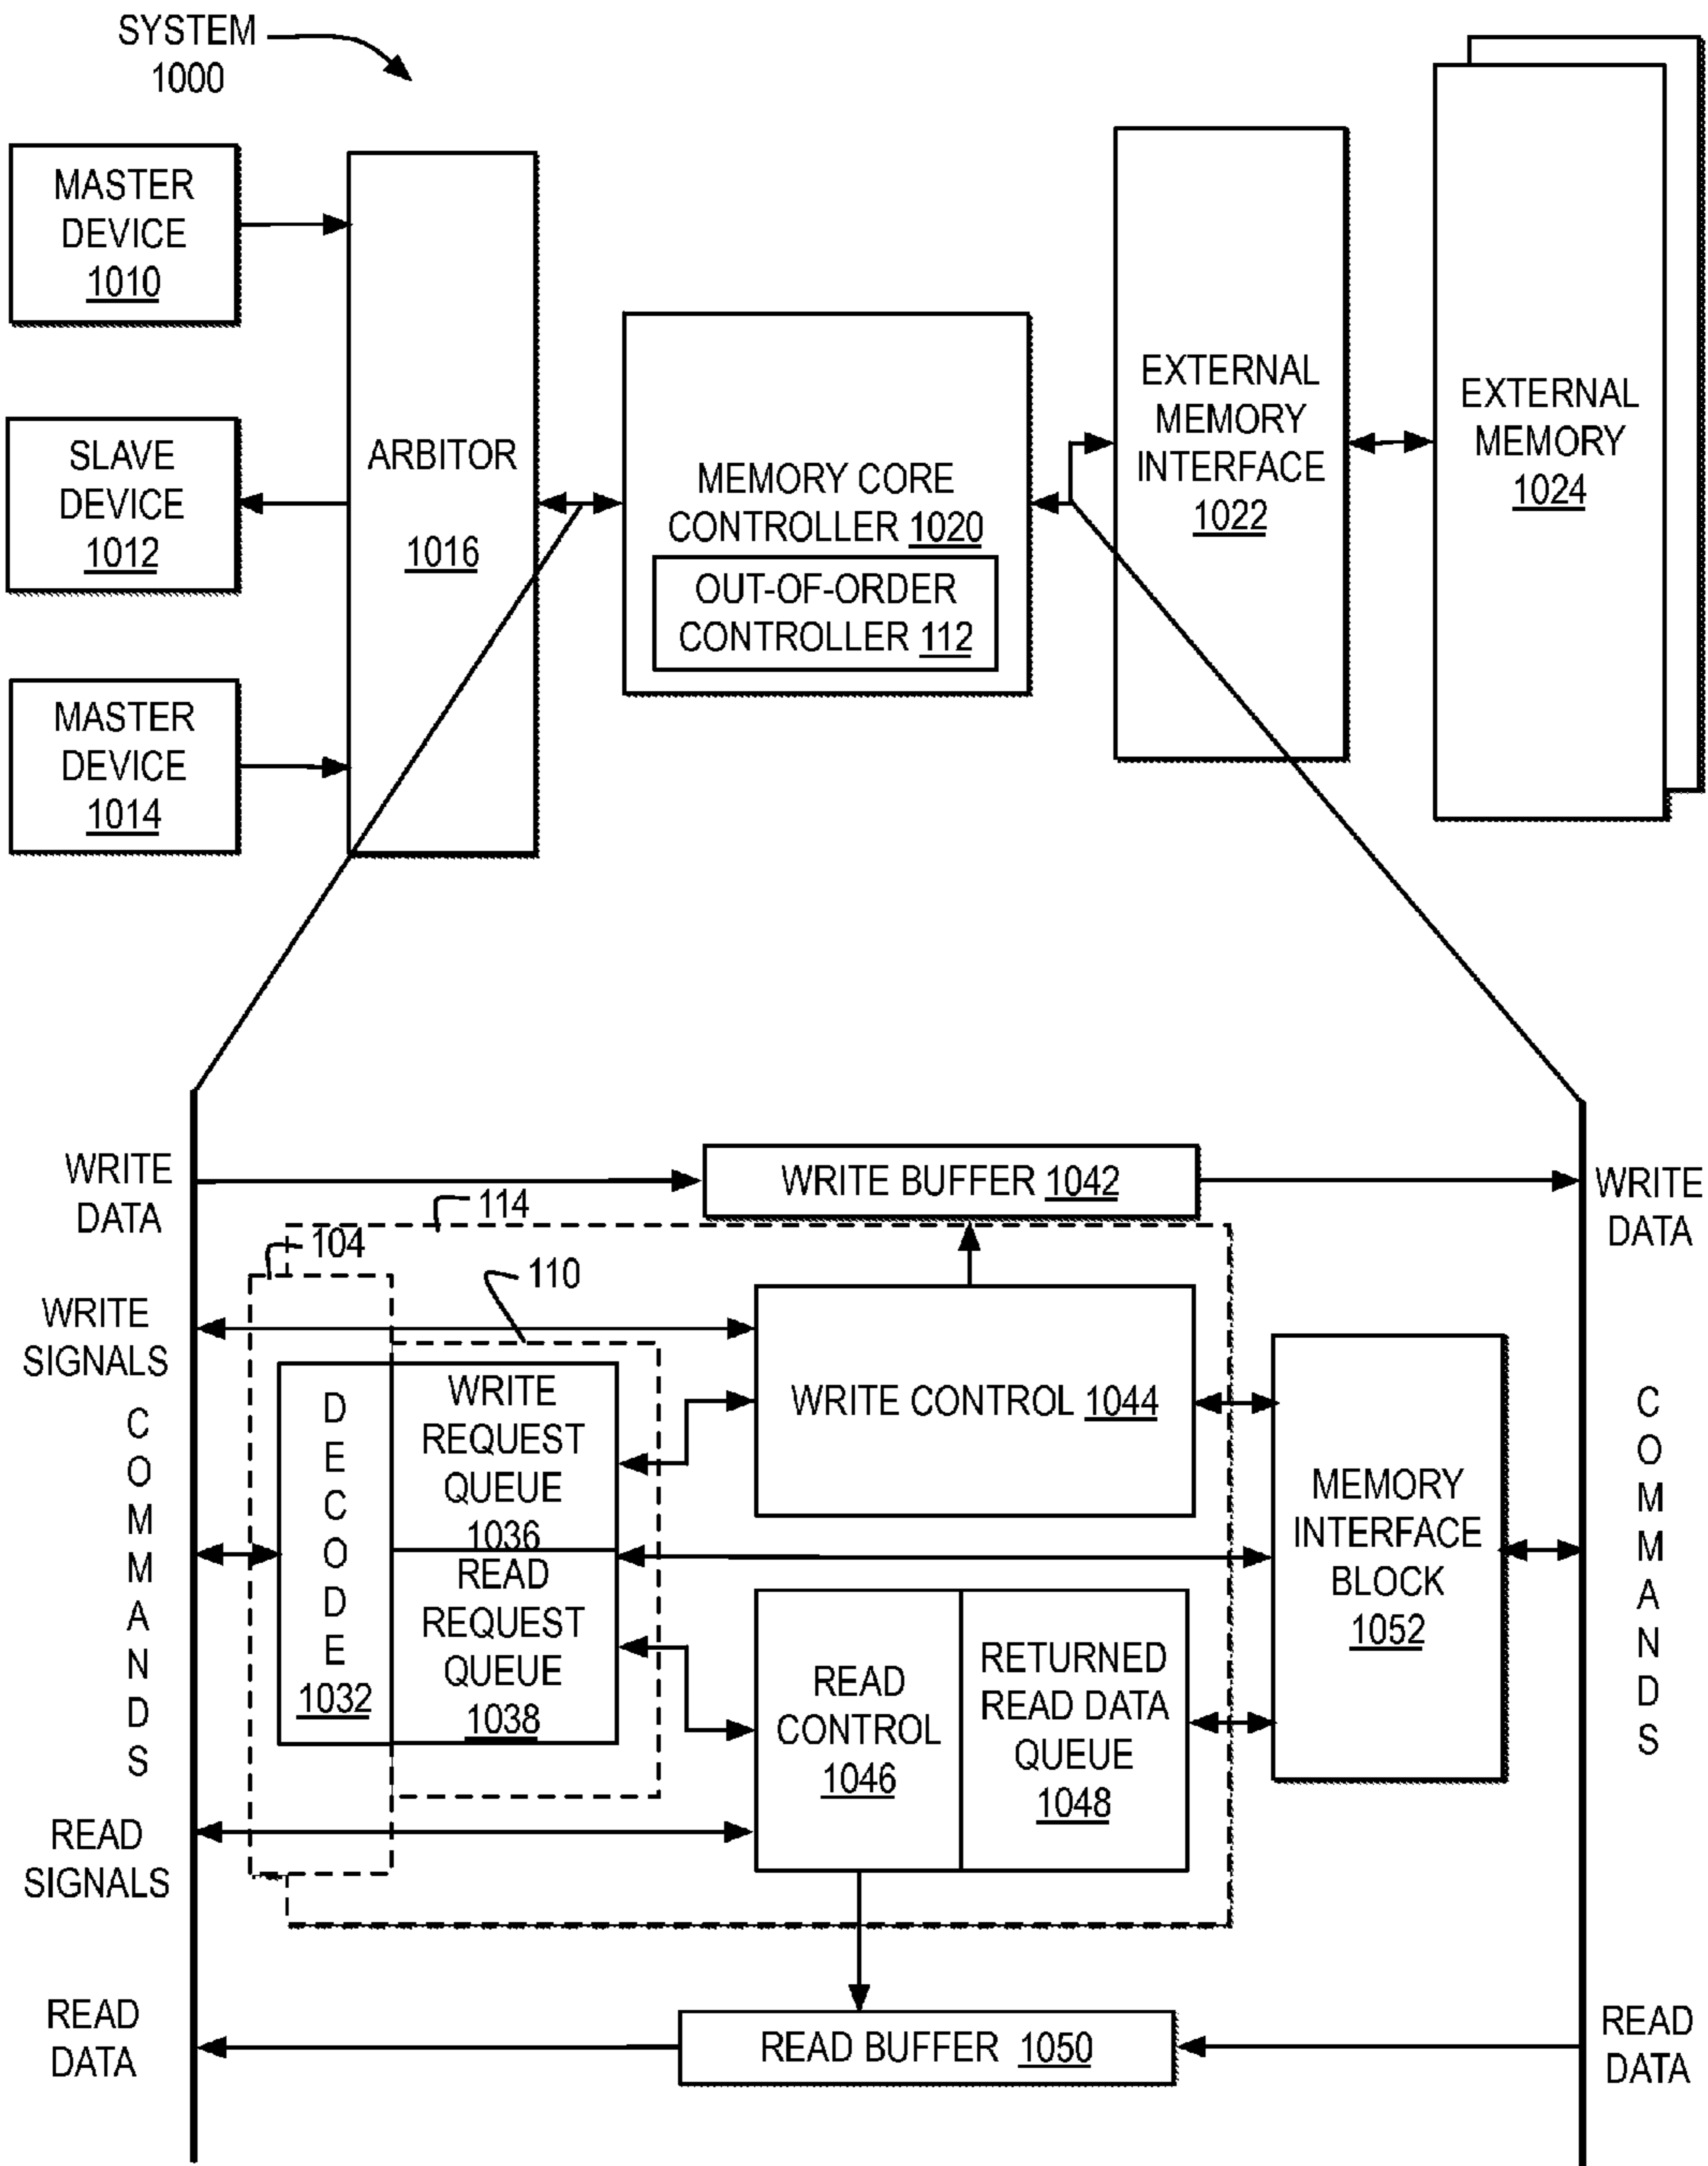 SYSTEM
1000
MASTER
DEVICE
1010
SLAVE
DEVICE
1012
MASTER
DEVICE
1014
ARBITOR
1016
MEMORY CORE
CONTROLLER 1020
OUT-OF-ORDER
CONTROLLER 112
EXTERNAL
MEMORY
INTERFACE
1022
EXTERNAL
MEMORY
1024
WRITE
DATA
WRITE BUFFER 1042
WRITE
DATA
114
104
110
WRITE
SIGNALS
COMMANDS
DECODE
1032
WRITE
REQUEST
QUEUE
1036
READ
REQUEST
QUEUE
1038
WRITE CONTROL 1044
READ
CONTROL
1046
RETURNED
READ DATA
QUEUE
1048
MEMORY
INTERFACE
BLOCK
1052
COMMANDS
READ
SIGNALS
READ
DATA
READ BUFFER 1050
READ
DATA